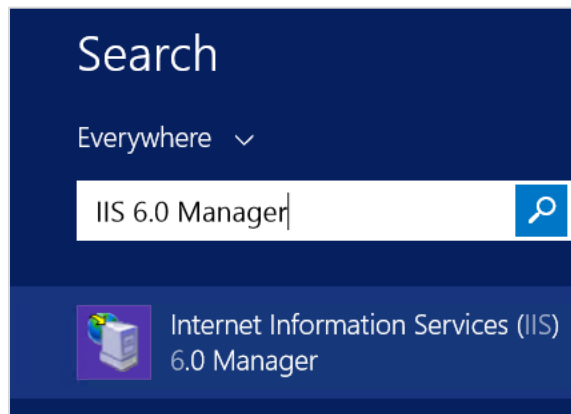 Search
Everywhere
IIS 6.0 Manager
Internet Information Services (IIS)
6.0 Manager